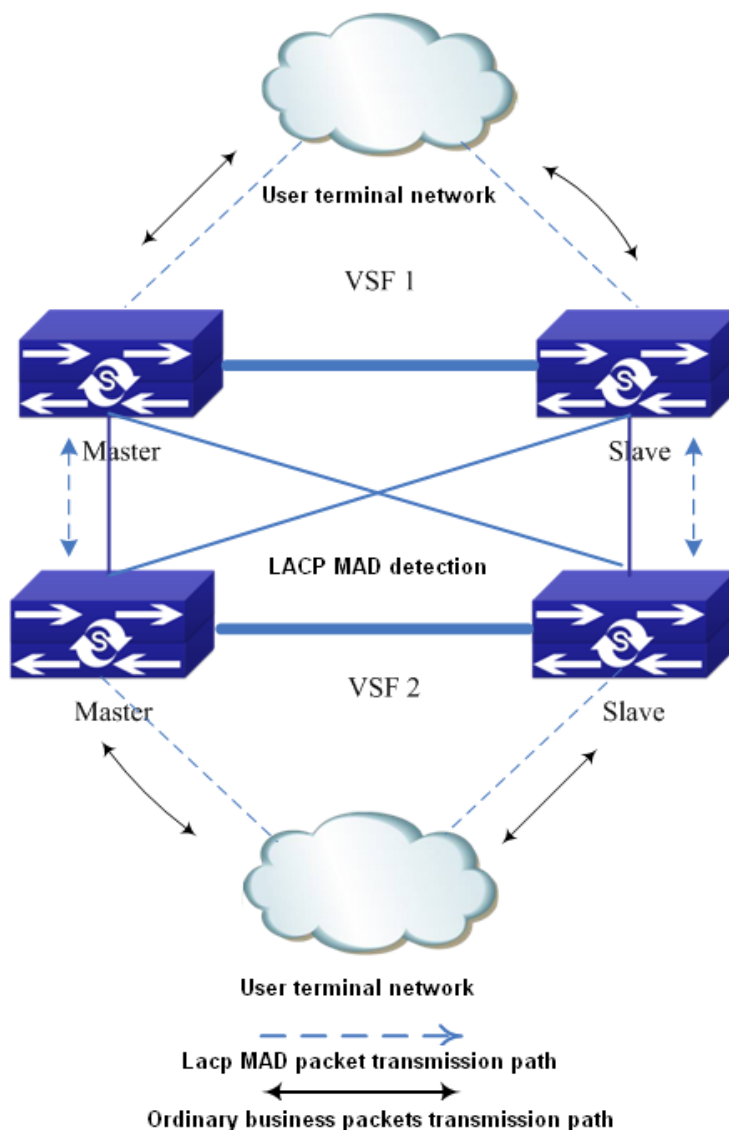 User terminal network
VSF 1
S
S
Master
Slave
LACP MAD detection
S
S
VSF 2
Master
Slave
User terminal network
Lacp MAD packet transmission path
Ordinary business packets transmission path